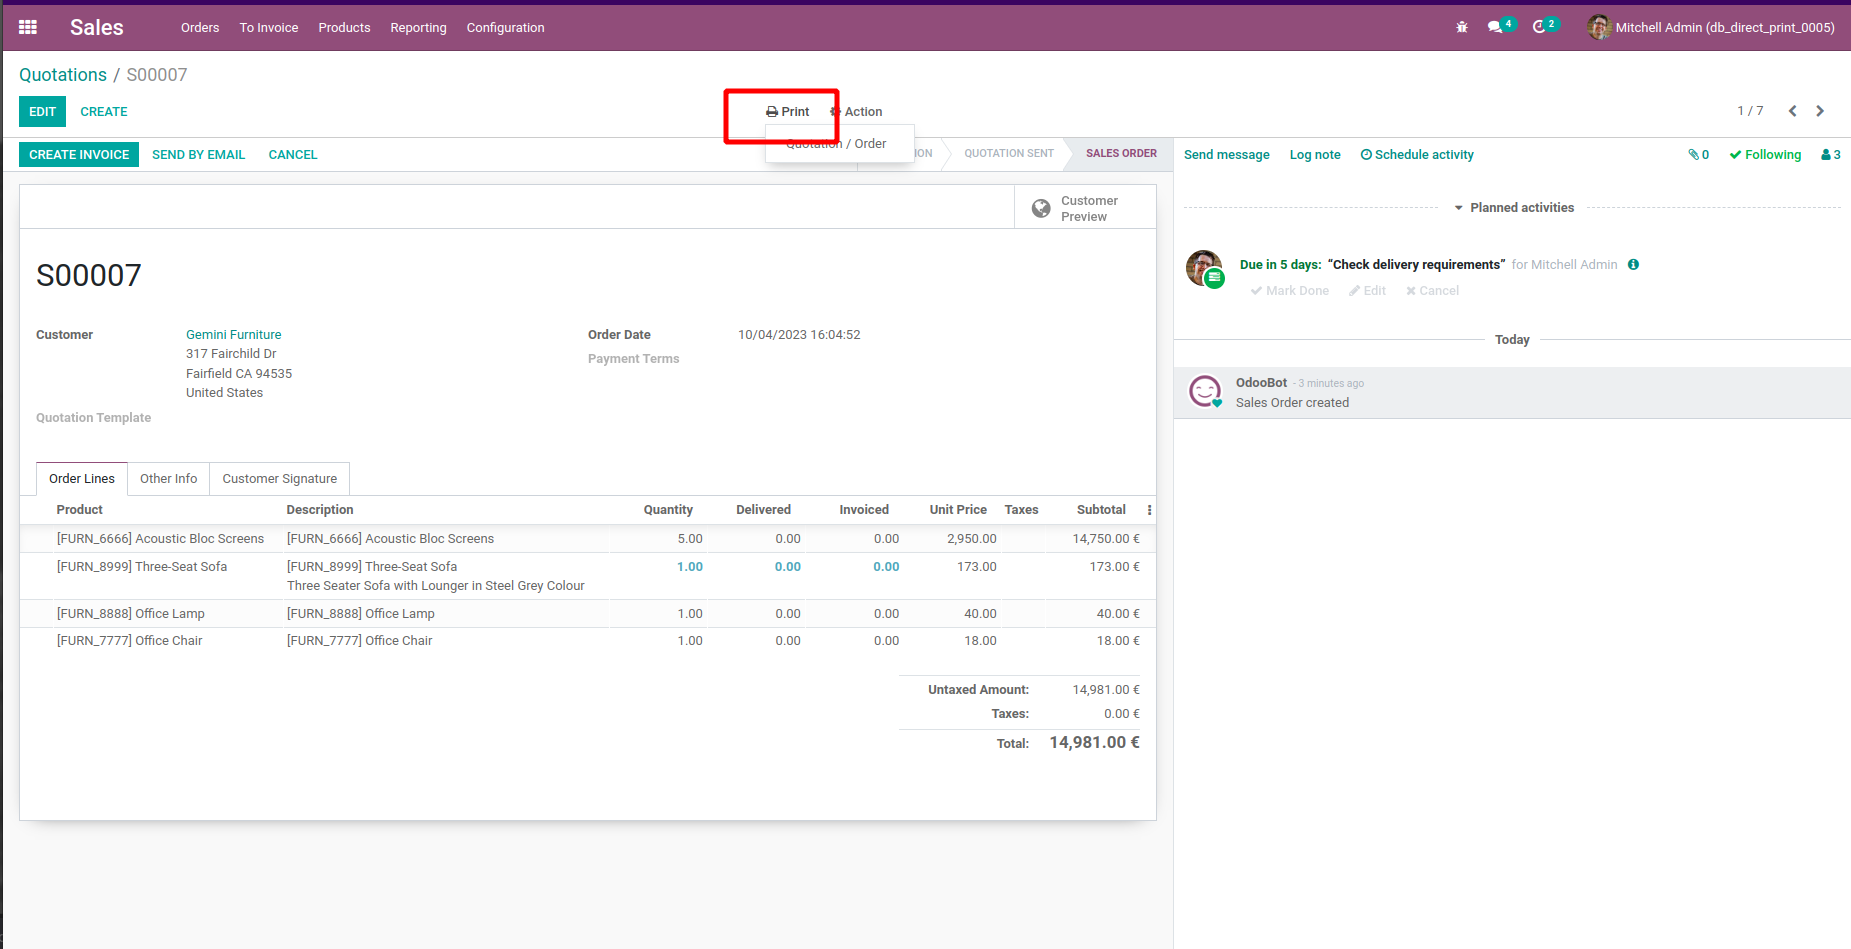 Sales Orders To Invoice Products Reporting Configuration 4 2 Mitchell Admin (db_direct_print_0005)
Quotations / S00007
EDIT CREATE Print Action 1 / 7
Quotation / Order
CREATE INVOICE SEND BY EMAIL CANCEL ION QUOTATION SENT SALES ORDER
Customer Preview
S00007
Customer Gemini Furniture
317 Fairchild Dr
Fairfield CA 94535
United States
Order Date 10/04/2023 16:04:52
Payment Terms
Quotation Template
Order Lines Other Info Customer Signature
Product Description Quantity Delivered Invoiced Unit Price Taxes Subtotal
[FURN_6666] Acoustic Bloc Screens [FURN_6666] Acoustic Bloc Screens 5.00 0.00 0.00 2,950.00 14,750.00 €
[FURN_8999] Three-Seat Sofa [FURN_8999] Three-Seat Sofa 1.00 0.00 0.00 173.00 173.00 €
Three Seater Sofa with Lounger in Steel Grey Colour
[FURN_8888] Office Lamp [FURN_8888] Office Lamp 1.00 0.00 0.00 40.00 40.00 €
[FURN_7777] Office Chair [FURN_7777] Office Chair 1.00 0.00 0.00 18.00 18.00 €
Untaxed Amount: 14,981.00 €
Taxes: 0.00 €
Total: 14,981.00 €
Send message Log note Schedule activity 0 Following 3
Planned activities
Due in 5 days: “Check delivery requirements” for Mitchell Admin
Mark Done Edit Cancel
Today
OdooBot - 3 minutes ago
Sales Order created